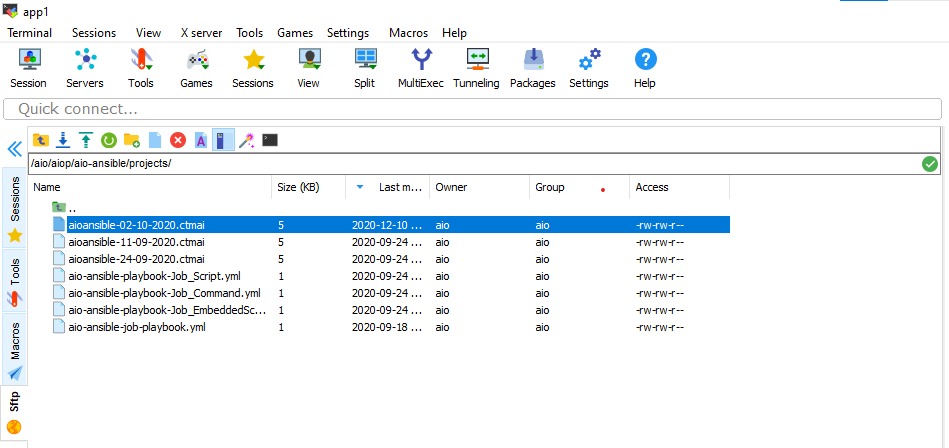 app1
Terminal Sessions View X server Tools Games Settings Macros Help
Session Servers Tools Games Sessions View Split MultiExec Tunneling Packages Settings Help
Quick connect...
/aio/aiop/aio-ansible/projects/
Name Size (KB) Last m... Owner Group Access
..
aioansible-02-10-2020.ctmai 5 2020-12-10 ... aio aio -rw-rw-r--
aioansible-11-09-2020.ctmai 5 2020-09-24 ... aio aio -rw-rw-r--
aioansible-24-09-2020.ctmai 5 2020-09-24 ... aio aio -rw-rw-r--
aio-ansible-playbook-Job_Script.yml 1 2020-09-24 ... aio aio -rw-rw-r--
aio-ansible-playbook-Job_Command.yml 1 2020-09-24 ... aio aio -rw-rw-r--
aio-ansible-playbook-Job_EmbeddedSc... 1 2020-09-24 ... aio aio -rw-rw-r--
aio-ansible-job-playbook.yml 1 2020-09-18 ... aio aio -rw-rw-r--
Sessions
Tools
Macros
Sftp